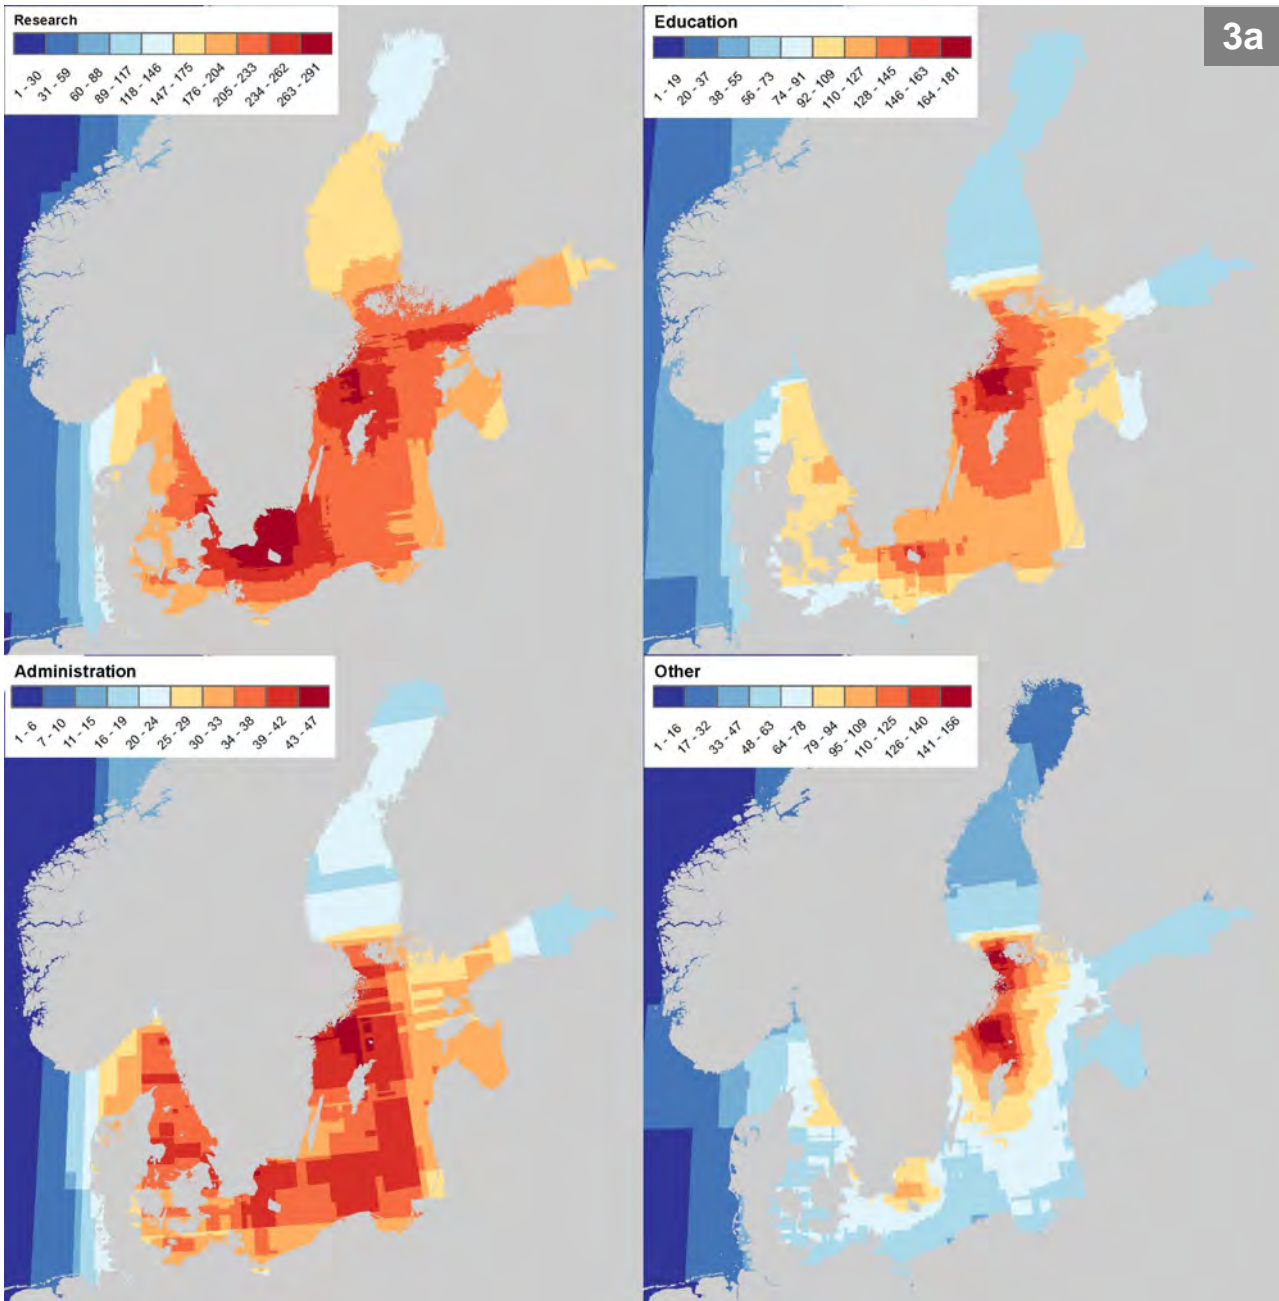 Research
1 - 30
31 - 59
60 - 88
89 - 117
118 - 146
147 - 175
176 - 204
205 - 233
234 - 262
263 - 291
Education
1 - 19
20 - 37
38 - 55
56 - 73
74 - 91
92 - 109
110 - 127
128 - 145
146 - 163
164 - 181
3a
Administration
1 - 6
7 - 10
11 - 15
16 - 19
20 - 24
25 - 29
30 - 33
34 - 38
39 - 42
43 - 47
Other
1 - 16
17 - 32
33 - 47
48 - 63
64 - 78
79 - 94
95 - 109
110 - 125
126 - 140
141 - 156